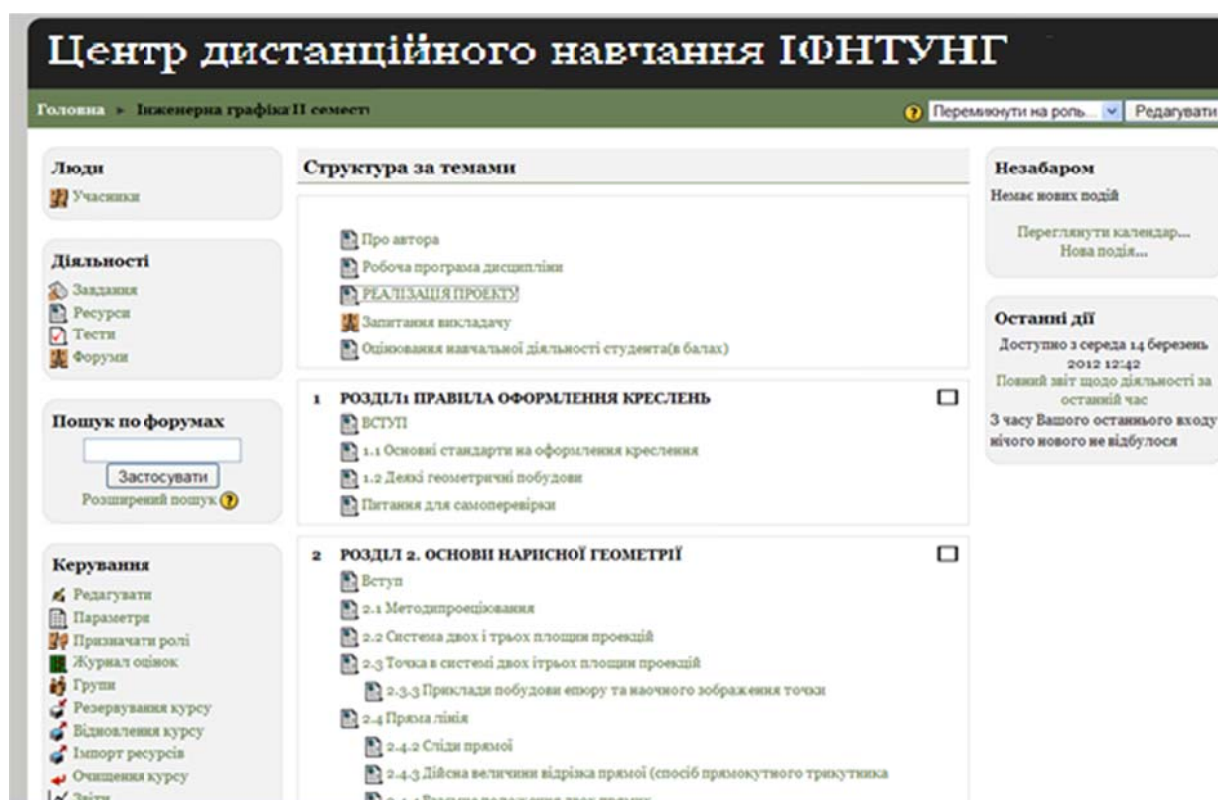 Центр дистанційного навчання ІФНТУНГ
Головна ► Інженерна графіка II семестр
Перемикнути на роль... Редагувати
Люди
Учасники
Діяльності
Завдання
Ресурси
Тести
Форуми
Пошук по форумах
Застосувати
Розширений пошук
Керування
Редагувати
Параметри
Призначати ролі
Журнал оцінок
Групи
Резервування курсу
Відновлення курсу
Імпорт ресурсів
Очищення курсу
Звіти
Структура за темами
Про автора
Робоча програма дисципліни
РЕАЛІЗАЦІЯ ПРОЕКТУ
Запитання викладачу
Оцінювання навчальної діяльності студента(в балах)
1 РОЗДІЛ1 ПРАВИЛА ОФОРМЛЕННЯ КРЕСЛЕНЬ
ВСТУП
1.1 Основні стандарти на оформлення креслення
1.2 Деякі геометричні побудови
Питання для самоперевірки
2 РОЗДІЛ 2. ОСНОВИ НАРИСНОЇ ГЕОМЕТРІЇ
Вступ
2.1 Методипроеціювання
2.2 Система двох і трьох площин проекцій
2.3 Точка в системі двох ітрьох площин проекцій
2.3.3 Приклади побудови епюру та наочного зображення точки
2.4 Пряма лінія
2.4.2 Сліди прямої
2.4.3 Дійсна величини відрізка прямої (спосіб прямокутного трикутника
Незабаром
Немає нових подій
Переглянути календар...
Нова подія...
Останні дії
Доступно з середа 14 березень
2012 12:42
Повний звіт щодо діяльності за
останній час
З часу Вашого останнього входу
нічого нового не відбулося